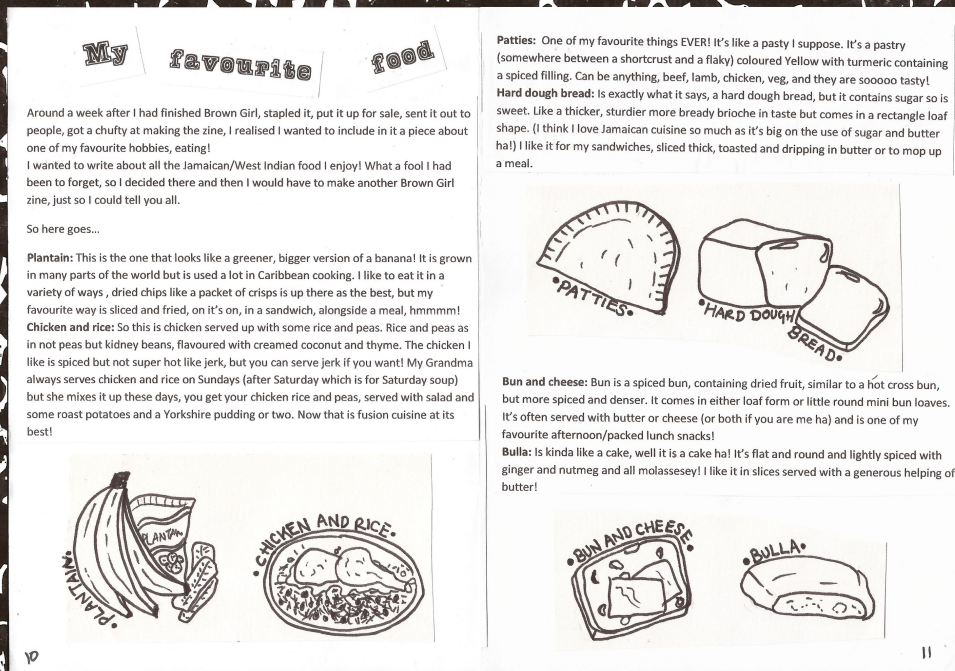 My favourite food
Around a week after I had finished Brown Girl, stapled it, put it up for sale, sent it out to
people, got a chufty at making the zine, I realised I wanted to include in it a piece about
one of my favourite hobbies, eating!
I wanted to write about all the Jamaican/West Indian food I enjoy! What a fool I had
been to forget, so I decided there and then I would have to make another Brown Girl
zine, just so I could tell you all.
So here goes...
Plantain: This is the one that looks like a greener, bigger version of a banana! It is grown
in many parts of the world but is used a lot in Caribbean cooking. I like to eat it in a
variety of ways , dried chips like a packet of crisps is up there as the best, but my
favourite way is sliced and fried, on it's on, in a sandwich, alongside a meal, hmmmm!
Chicken and rice: So this is chicken served up with some rice and peas. Rice and peas as
in not peas but kidney beans, flavoured with creamed coconut and thyme. The chicken I
like is spiced but not super hot like jerk, but you can serve jerk if you want! My Grandma
always serves chicken and rice on Sundays (after Saturday which is for Saturday soup)
but she mixes it up these days, you get your chicken rice and peas, served with salad and
some roast potatoes and a Yorkshire pudding or two. Now that is fusion cuisine at its
best!
PLANTAIN
•PLANTAIN•
•CHICKEN AND RICE•
10
Patties: One of my favourite things EVER! It's like a pasty I suppose. It's a pastry
(somewhere between a shortcrust and a flaky) coloured Yellow with turmeric containing
a spiced filling. Can be anything, beef, lamb, chicken, veg, and they are sooooo tasty!
Hard dough bread: Is exactly what it says, a hard dough bread, but it contains sugar so is
sweet. Like a thicker, sturdier more bready brioche in taste but comes in a rectangle loaf
shape. (I think I love Jamaican cuisine so much as it's big on the use of sugar and butter
ha!) I like it for my sandwiches, sliced thick, toasted and dripping in butter or to mop up
a meal.
•PATTIES•
•HARD DOUGH
BREAD•
Bun and cheese: Bun is a spiced bun, containing dried fruit, similar to a hot cross bun,
but more spiced and denser. It comes in either loaf form or little round mini bun loaves.
It's often served with butter or cheese (or both if you are me ha) and is one of my
favourite afternoon/packed lunch snacks!
Bulla: Is kinda like a cake, well it is a cake ha! It's flat and round and lightly spiced with
ginger and nutmeg and all molassesey! I like it in slices served with a generous helping of
butter!
•BUN AND CHEESE•
•BULLA•
11